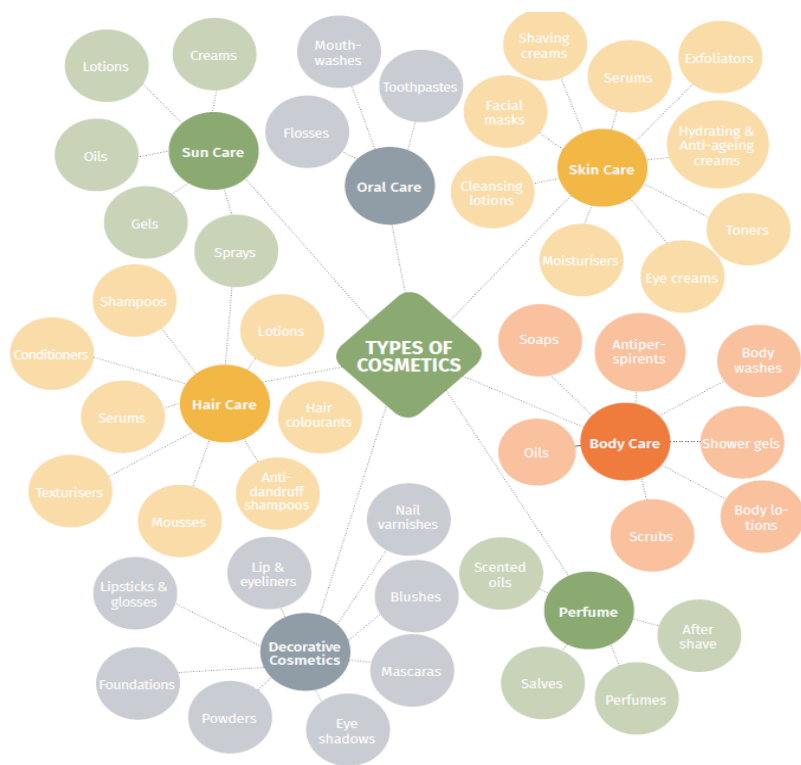 TYPES OF
COSMETICS
Sun Care
Lotions
Creams
Oils
Gels
Sprays
Oral Care
Mouth-
washes
Toothpastes
Flosses
Skin Care
Shaving
creams
Serums
Exfoliators
Facial
masks
Hydrating &
Anti-ageing
creams
Cleansing
lotions
Toners
Moisturisers
Eye creams
Hair Care
Shampoos
Lotions
Conditioners
Serums
Hair
colourants
Texturisers
Mousses
Anti-
dandruff
shampoos
Body Care
Soaps
Antiper-
spirents
Body
washes
Oils
Shower gels
Body lo-
tions
Scrubs
Decorative
Cosmetics
Nail
varnishes
Lip &
eyeliners
Lipsticks &
glosses
Blushes
Foundations
Mascaras
Powders
Eye
shadows
Perfume
Scented
oils
After
shave
Salves
Perfumes